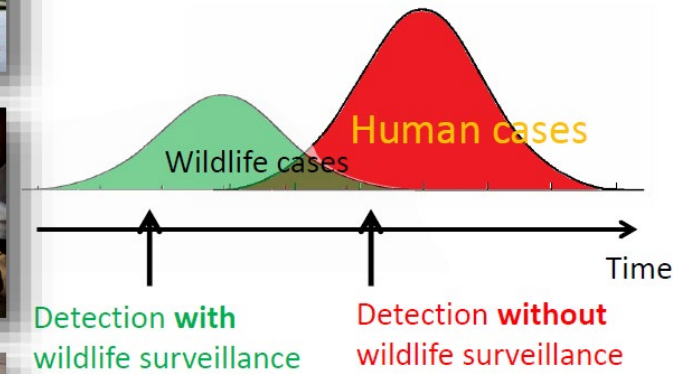 Human cases
Wildlife cases
Time
Detection with
wildlife surveillance
Detection without
wildlife surveillance